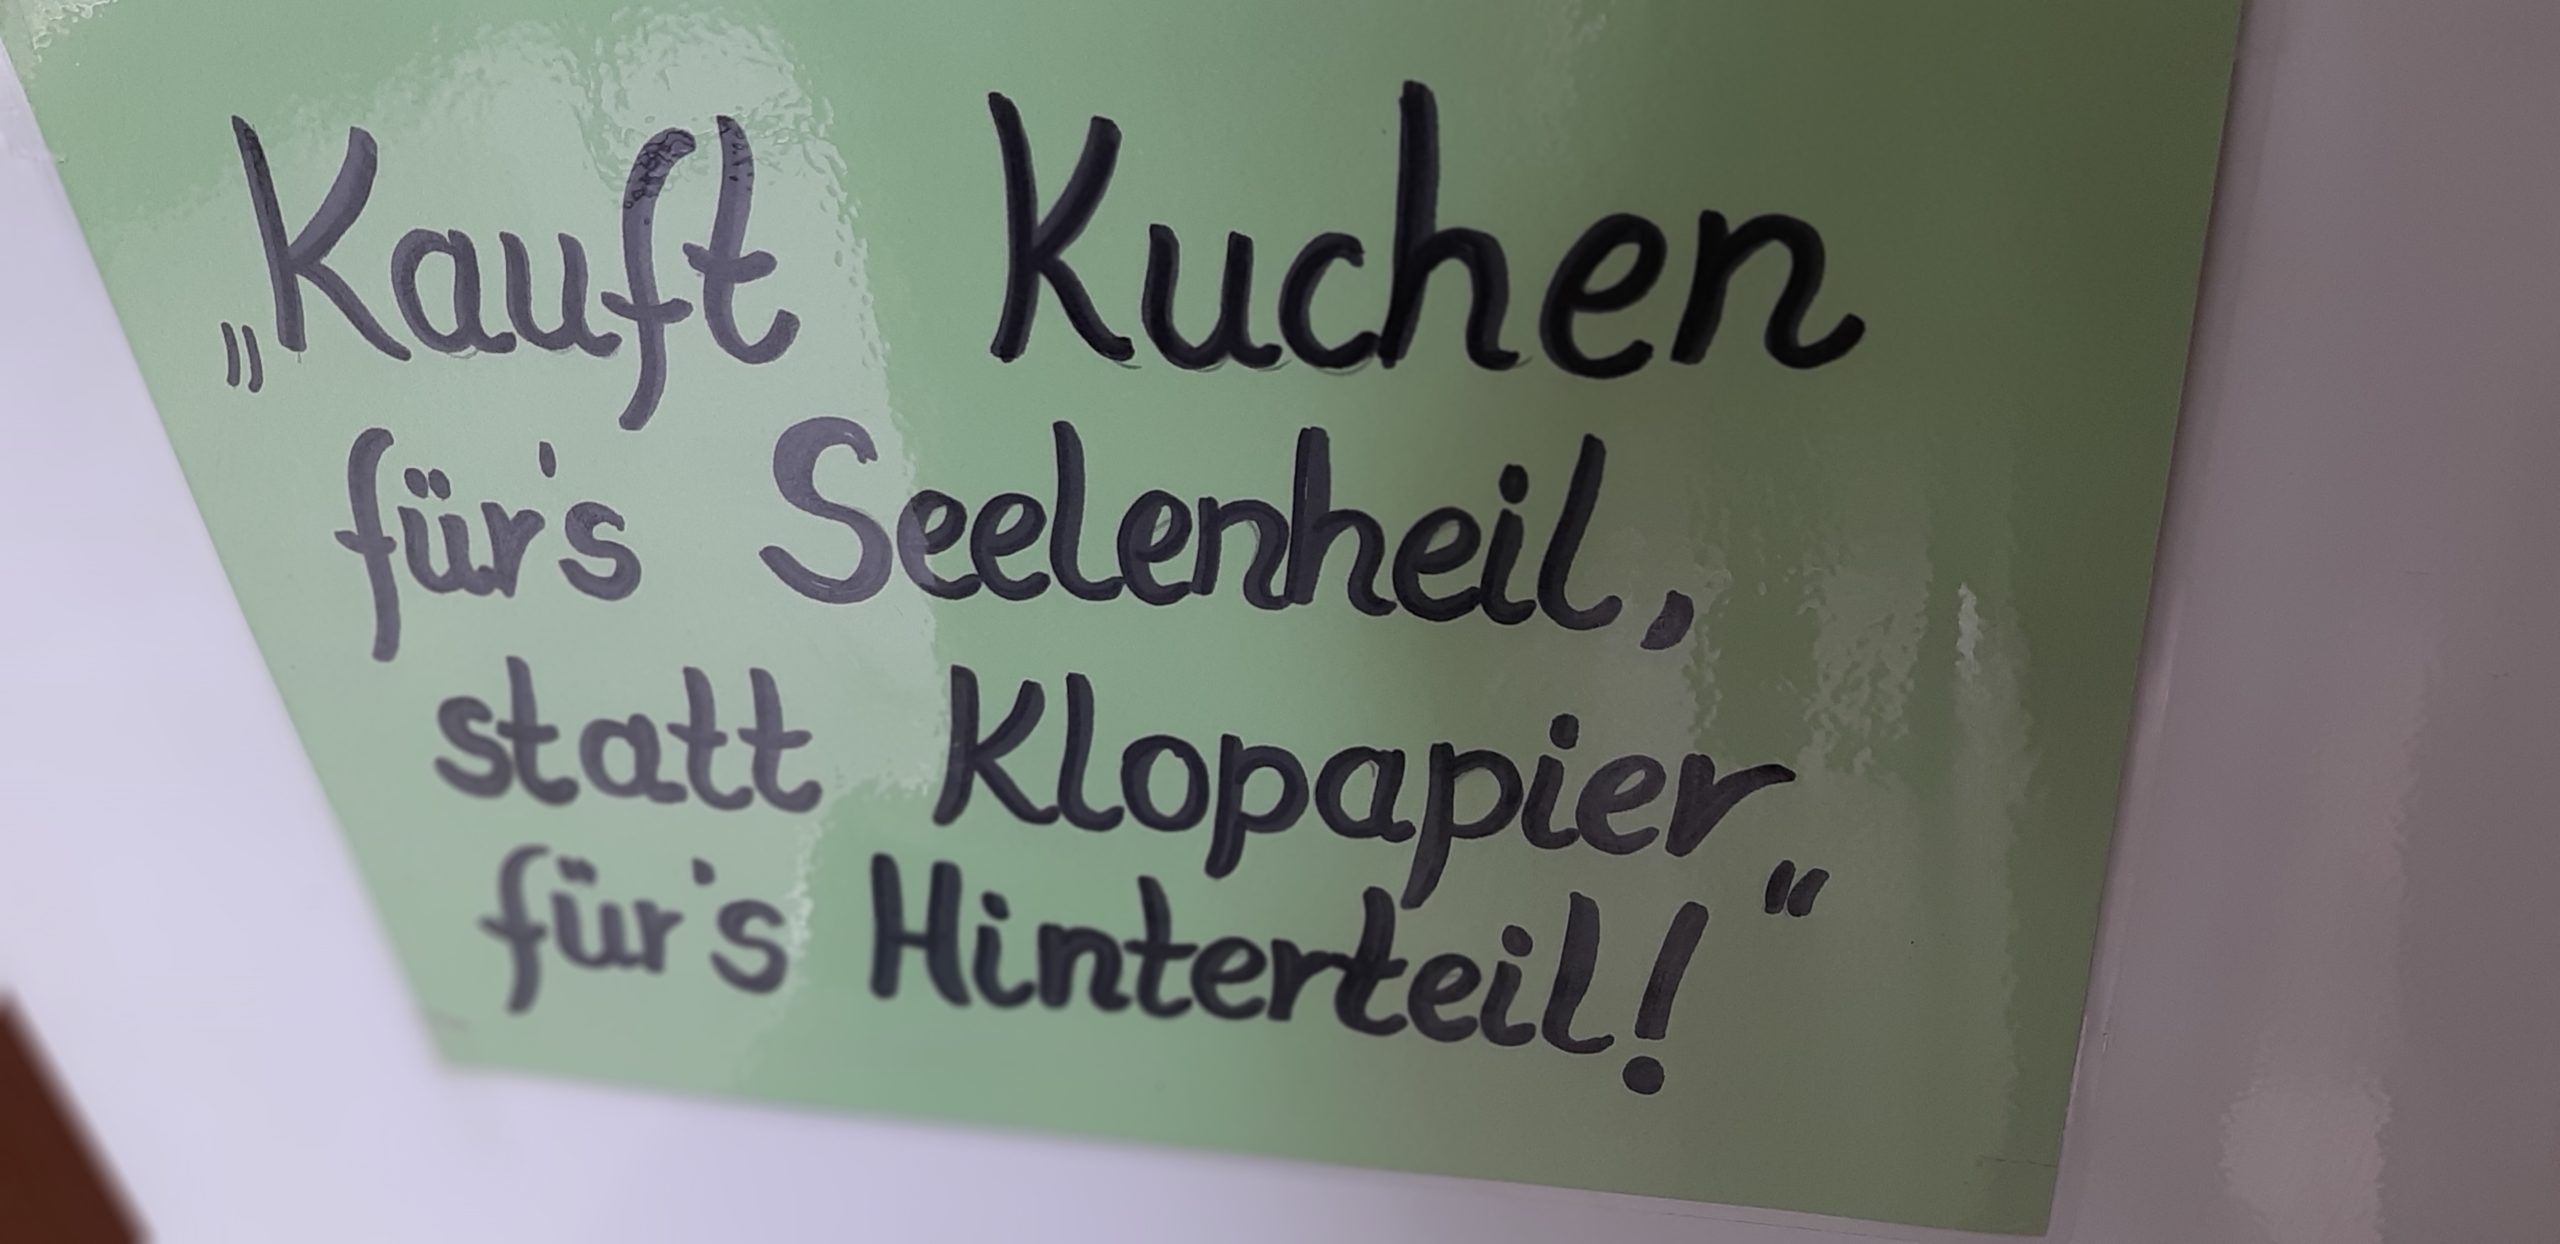 „Kauft Kuchen
für's Seelenheil,
statt Klopapier
für's Hinterteil!“